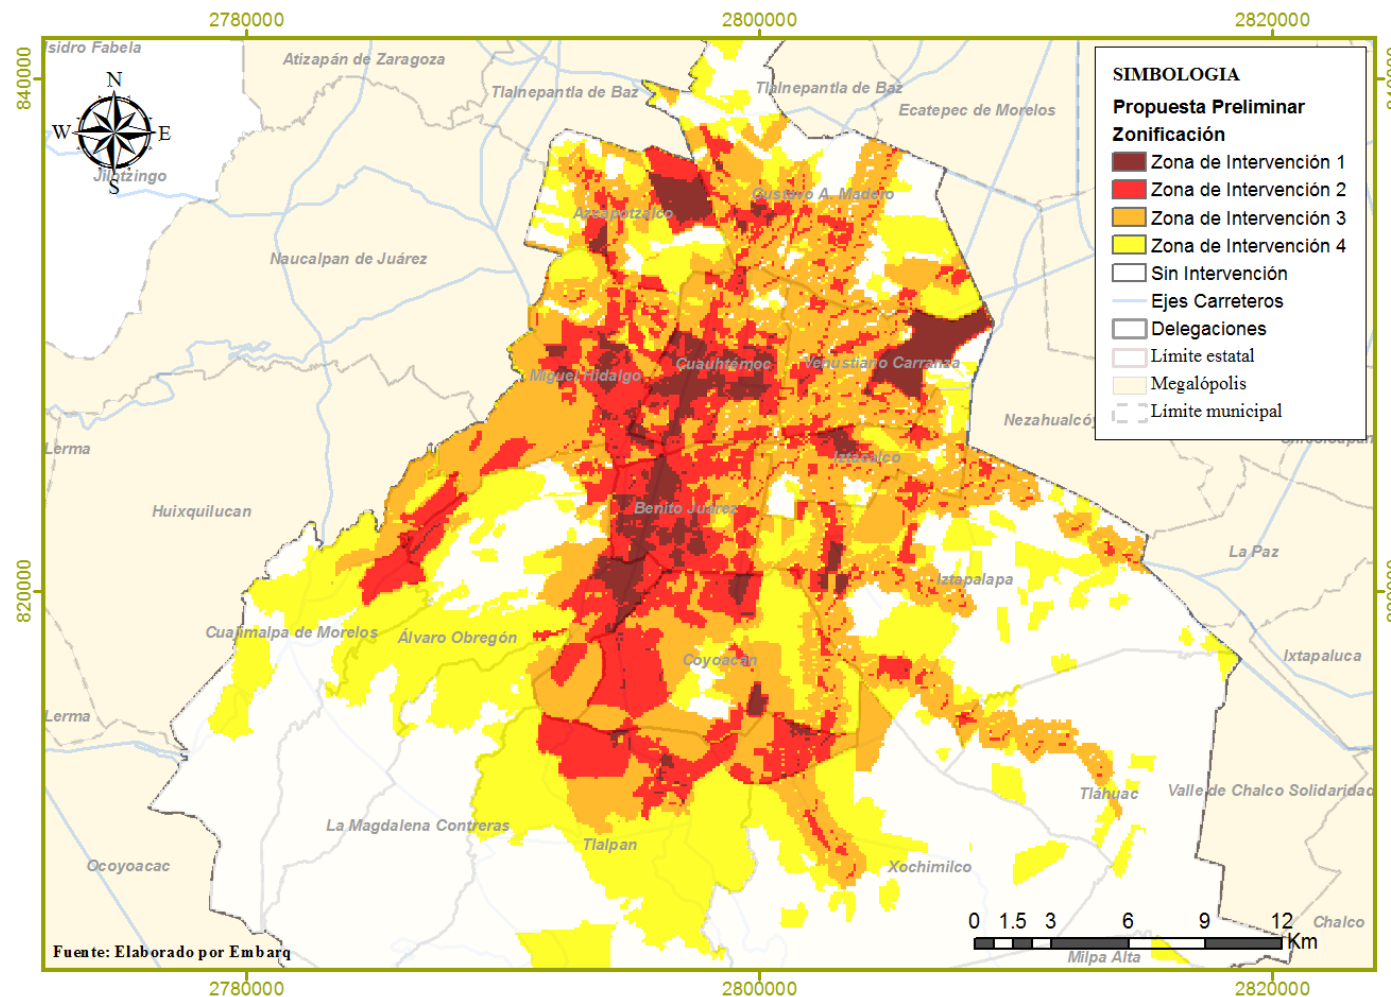 2780000
2800000
2820000
Isidro Fabela
Atizapán de Zaragoza
Tlalnepantla de Baz
Tlalnepantla de Baz
Ecatepec de Morelos
840000
N
W
E
S
Jilotzingo
SIMBOLOGIA
Propuesta Preliminar
Zonificación
Zona de Intervención 1
Zona de Intervención 2
Zona de Intervención 3
Zona de Intervención 4
Sin Intervención
Ejes Carreteros
Delegaciones
Límite estatal
Megalópolis
Límite municipal
Gustavo A. Madero
Azcapotzalco
Naucalpan de Juárez
Cuauhtémoc
Venustiano Carranza
Miguel Hidalgo
Lerma
Iztacalco
Huixquilucan
Benito Juárez
La Paz
Iztapalapa
820000
Cuajimalpa de Morelos
Álvaro Obregón
Coyoacán
Ixtapaluca
Lerma
Tláhuac
Valle de Chalco Solidaridad
La Magdalena Contreras
Tlalpan
Ocoyoacac
Xochimilco
Chalco
0 1.5 3 6 9 12
Km
Fuente: Elaborado por Embarq
Milpa Alta
2780000
2800000
2820000